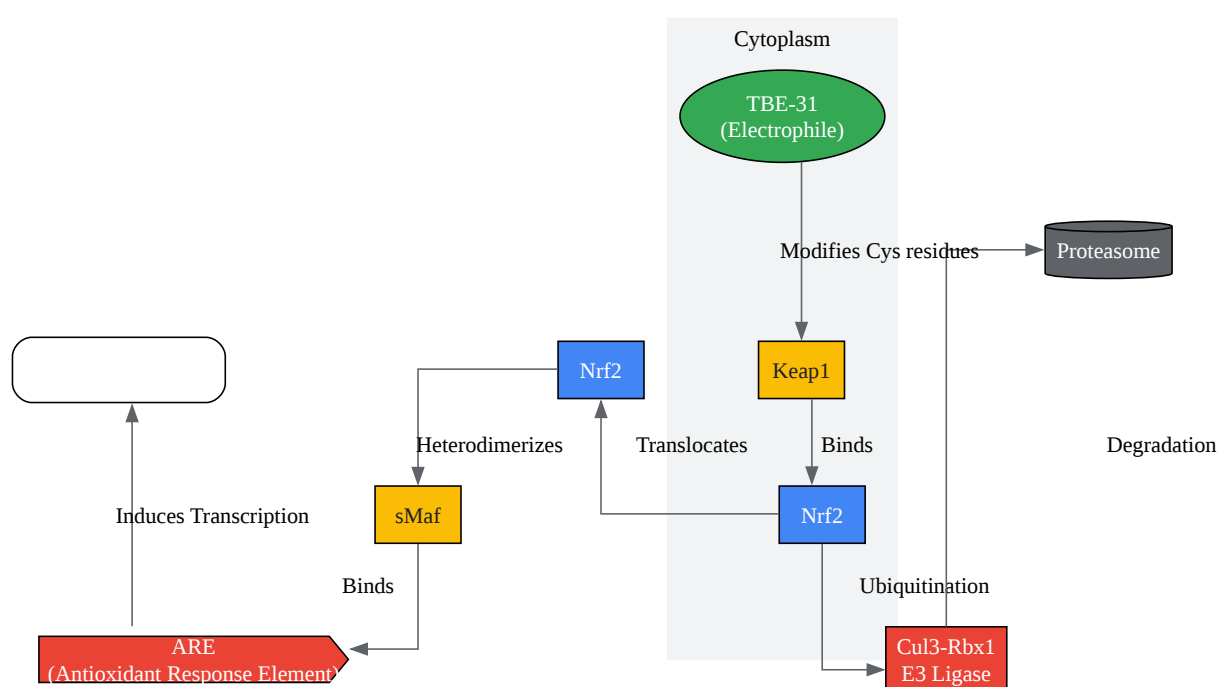 Cytoplasm
TBE-31
(Electrophile)
Modifies Cys residues
Proteasome
Nrf2
Keap1
Heterodimerizes
Translocates
Binds
Degradation
sMaf
Nrf2
Induces Transcription
Binds
Ubiquitination
ARE
(Antioxidant Response Element)
Cul3-Rbx1
E3 Ligase